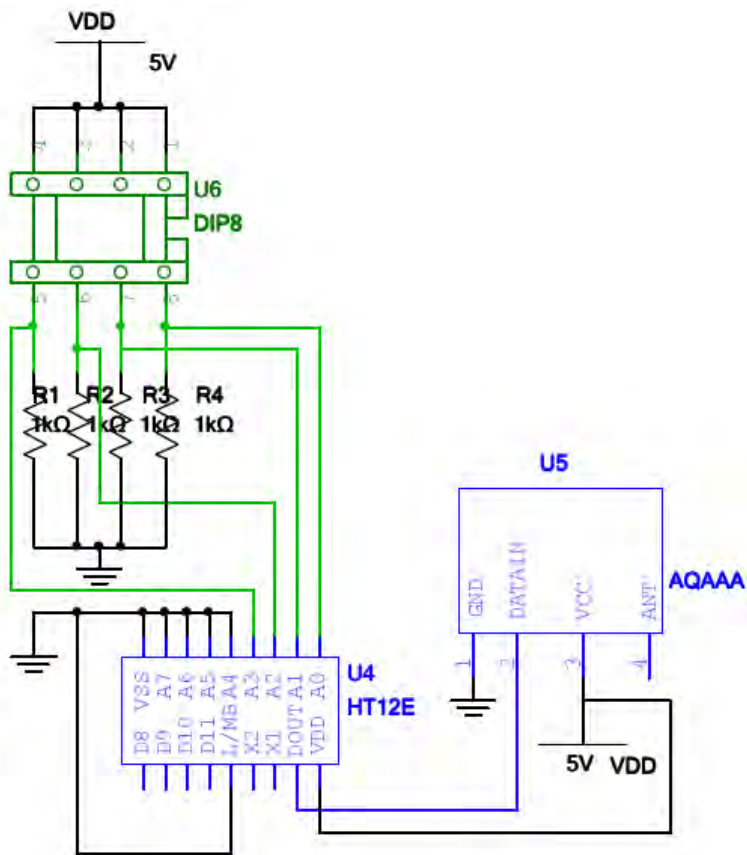 VDD
5V
4
3
2
1
U6
DIP8
5
6
7
8
R1 R2 R3 R4
1kΩ 1kΩ 1kΩ 1kΩ
U5
AQAAA
GND
DATAIN
VCC
ANT
1
2
3
4
U4
HT12E
D8 VSS
D9 A7
D10 A6
D11 A5
L/MB A4
X2 A3
X1 A2
DOUT A1
VDD A0
5V VDD